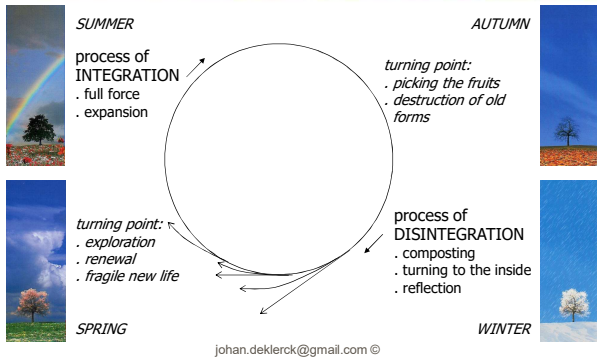 SUMMER
process of
INTEGRATION
. full force
. expansion
AUTUMN
turning point:
. picking the fruits
. destruction of old
forms
turning point:
. exploration
. renewal
. fragile new life
SPRING
process of
DISINTEGRATION
. composting
. turning to the inside
. reflection
WINTER
johan.deklerck@gmail.com ©